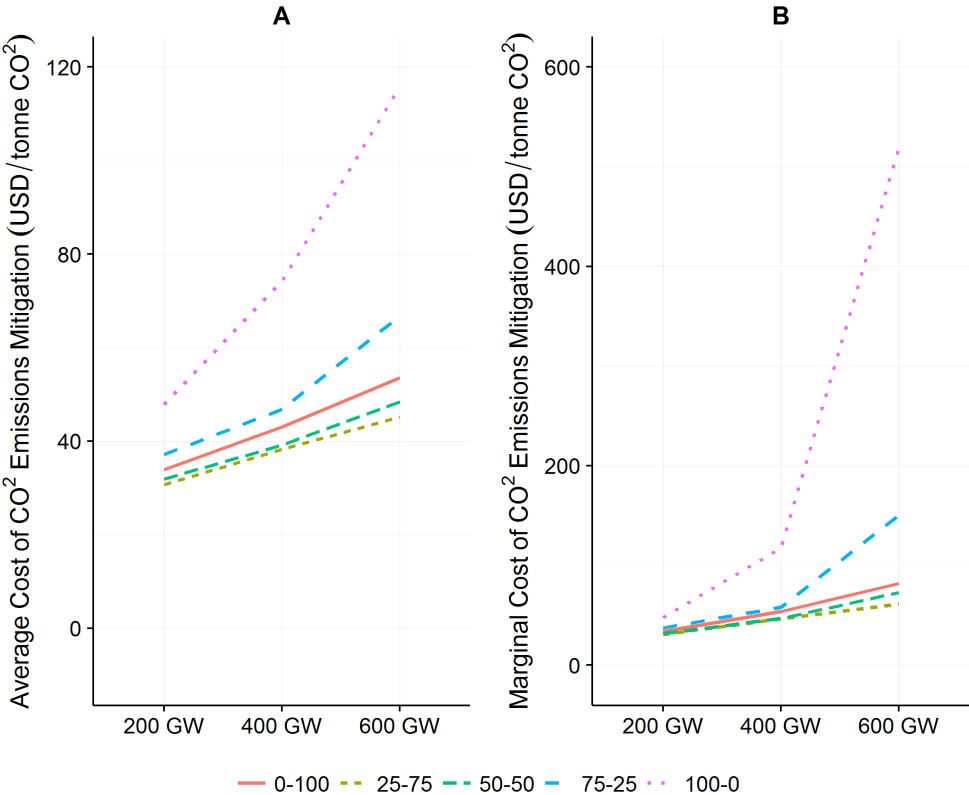 A
B
Average Cost of CO² Emissions Mitigation (USD/tonne CO²)
120
80
40
0
200 GW
400 GW
600 GW
Marginal Cost of CO² Emissions Mitigation (USD/tonne CO²)
600
400
200
0
200 GW
400 GW
600 GW
0-100
25-75
50-50
75-25
100-0